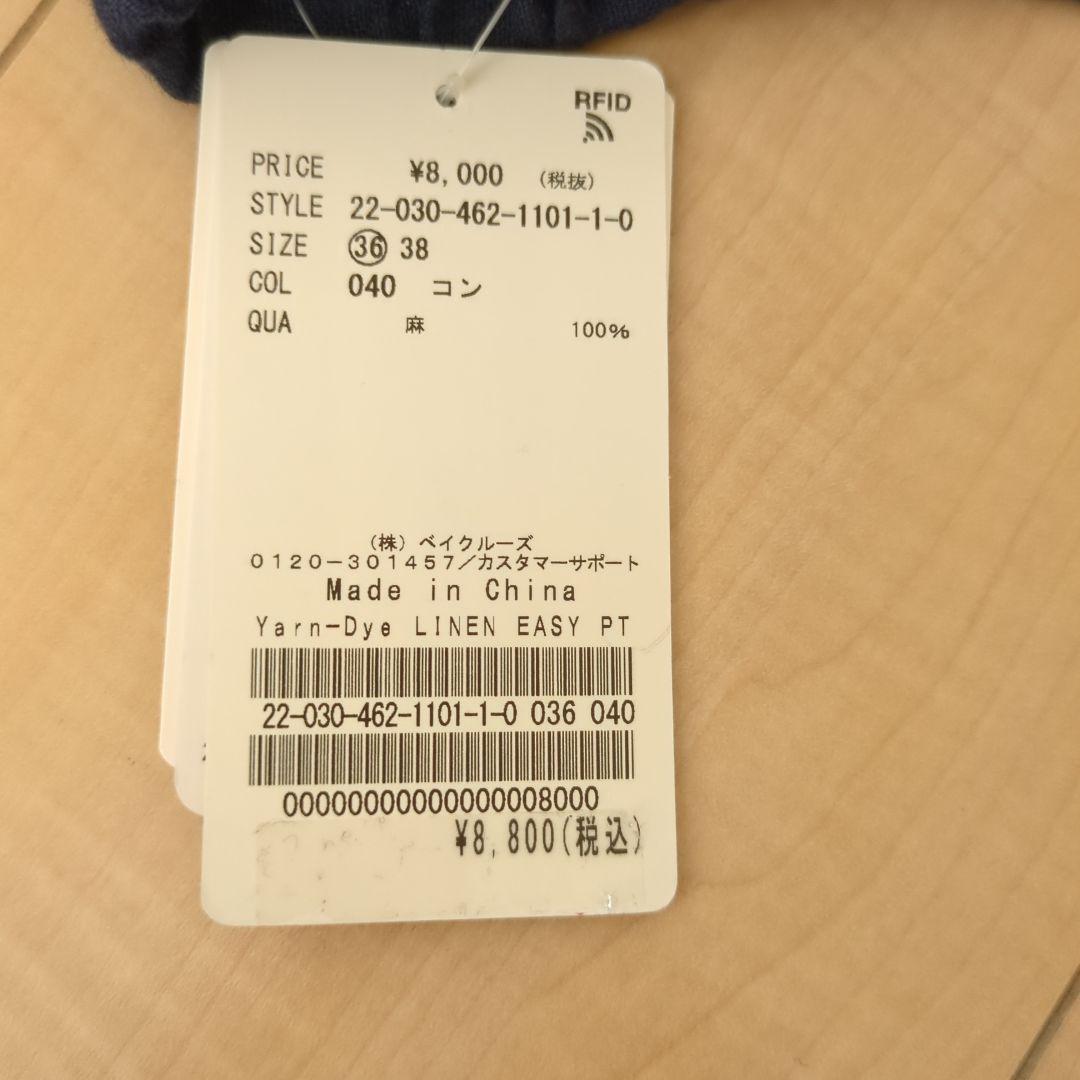 RFID
PRICE ¥8,000 (税抜)
STYLE 22-030-462-1101-1-0
SIZE 36 38
COL 040 コン
QUA 麻 100%
(株)ベイクルーズ
0120-301457/カスタマーサポート
Made in China
Yarn-Dye LINEN EASY PT
22-030-462-1101-1-0 036 040
00000000000000008000
¥8,800(税込)